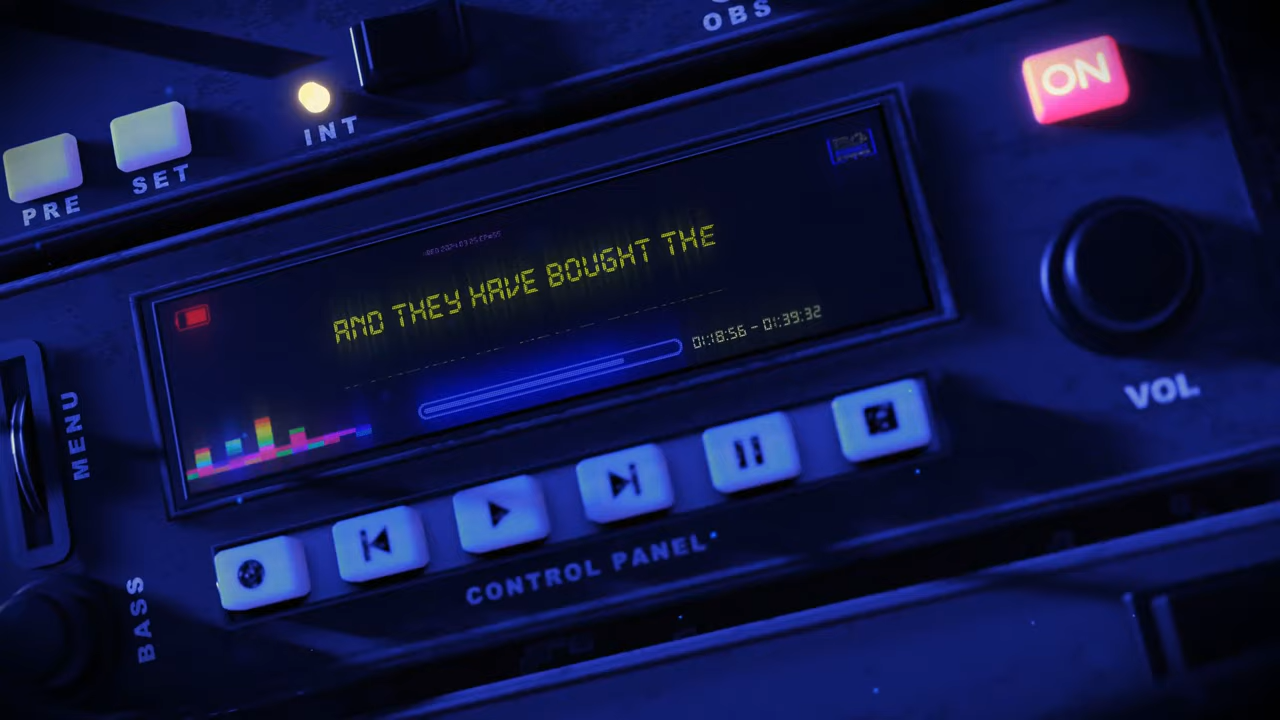 OBS
ON
INT
SET
PRE
AND THEY HAVE BOUGHT THE
01:18:56 - 01:39:32
MENU
VOL
CONTROL PANEL
BASS